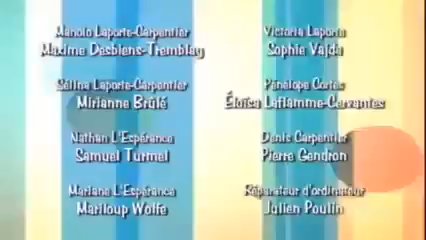 Manolo Laporte-Carpentier
Maxime Desbiens-Tremblay
Sélina Laporte-Carpentier
Mirianne Brûlé
Nathan L'Espérance
Samuel Turmel
Mariane L'Espérance
Mariloup Wolfe
Victoria Laporte
Sophie Vajda
Pénélope Cortès
Éloïsa Laflamme-Cervantes
Denis Carpentier
Pierre Gendron
Réparateur d'ordinateur
Julien Poulin